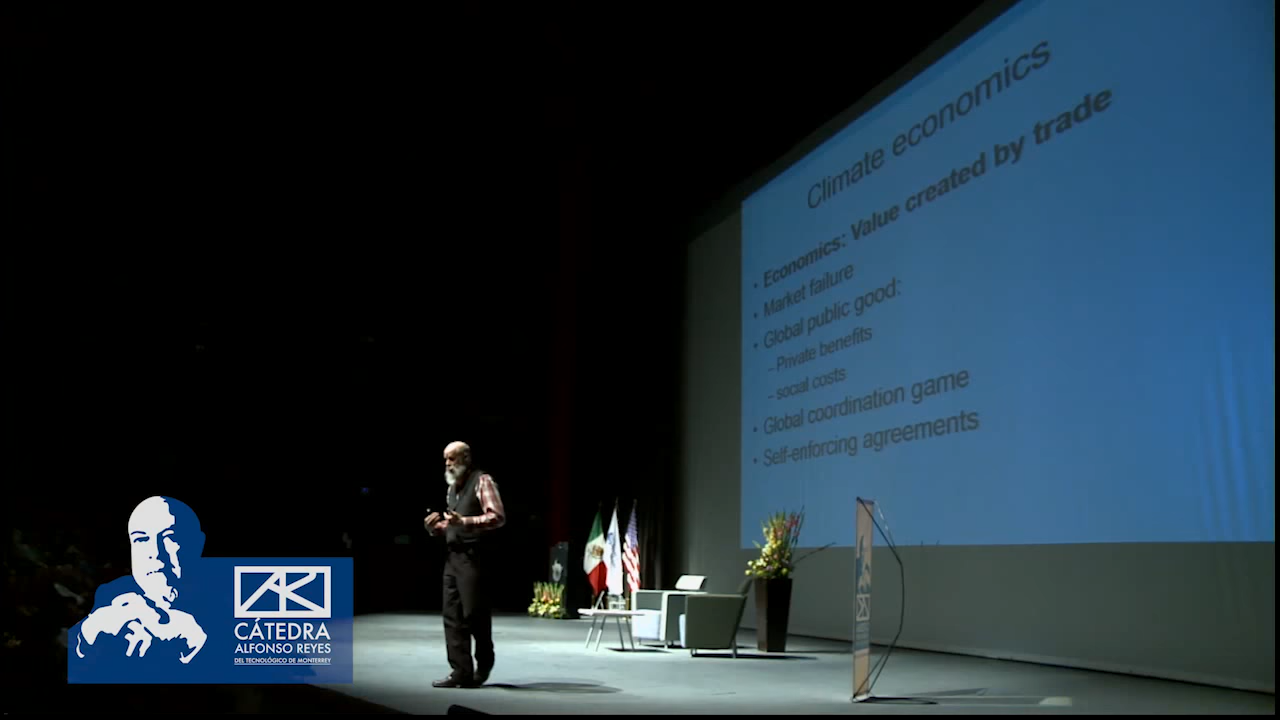 Climate economics
• Economics: Value created by trade
• Market failure
• Global public good:
– Private benefits
– social costs
• Global coordination game
• Self-enforcing agreements
CÁTEDRA
ALFONSO REYES
DEL TECNOLÓGICO DE MONTERREY